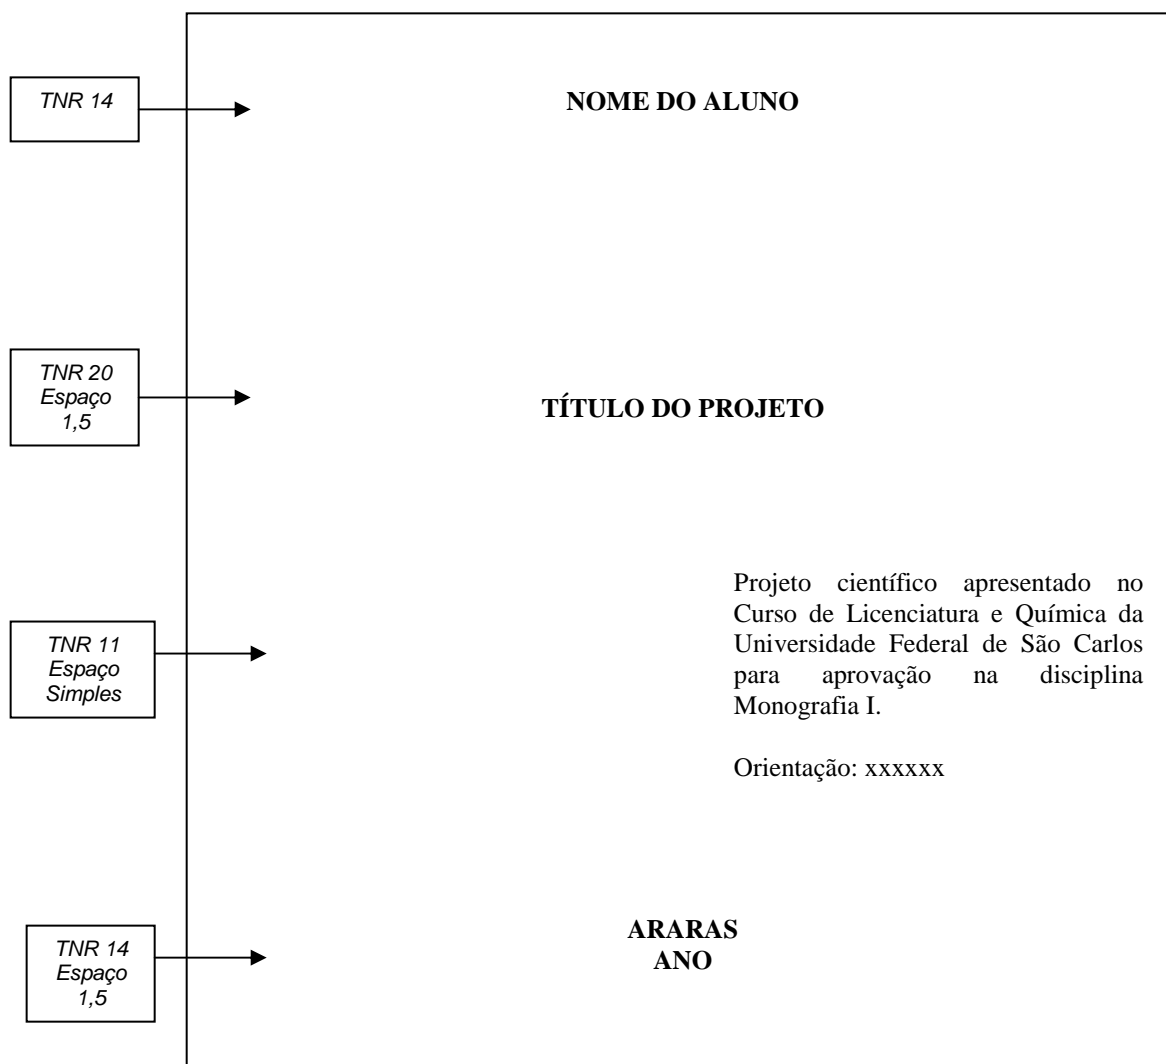 TNR 14
NOME DO ALUNO
TNR 20
Espaço
1,5
TÍTULO DO PROJETO
Projeto científico apresentado no
Curso de Licenciatura e Química da
Universidade Federal de São Carlos
para aprovação na disciplina
Monografia I.
TNR 11
Espaço
Simples
Orientação: xxxxxx
ARARAS
ANO
TNR 14
Espaço
1,5